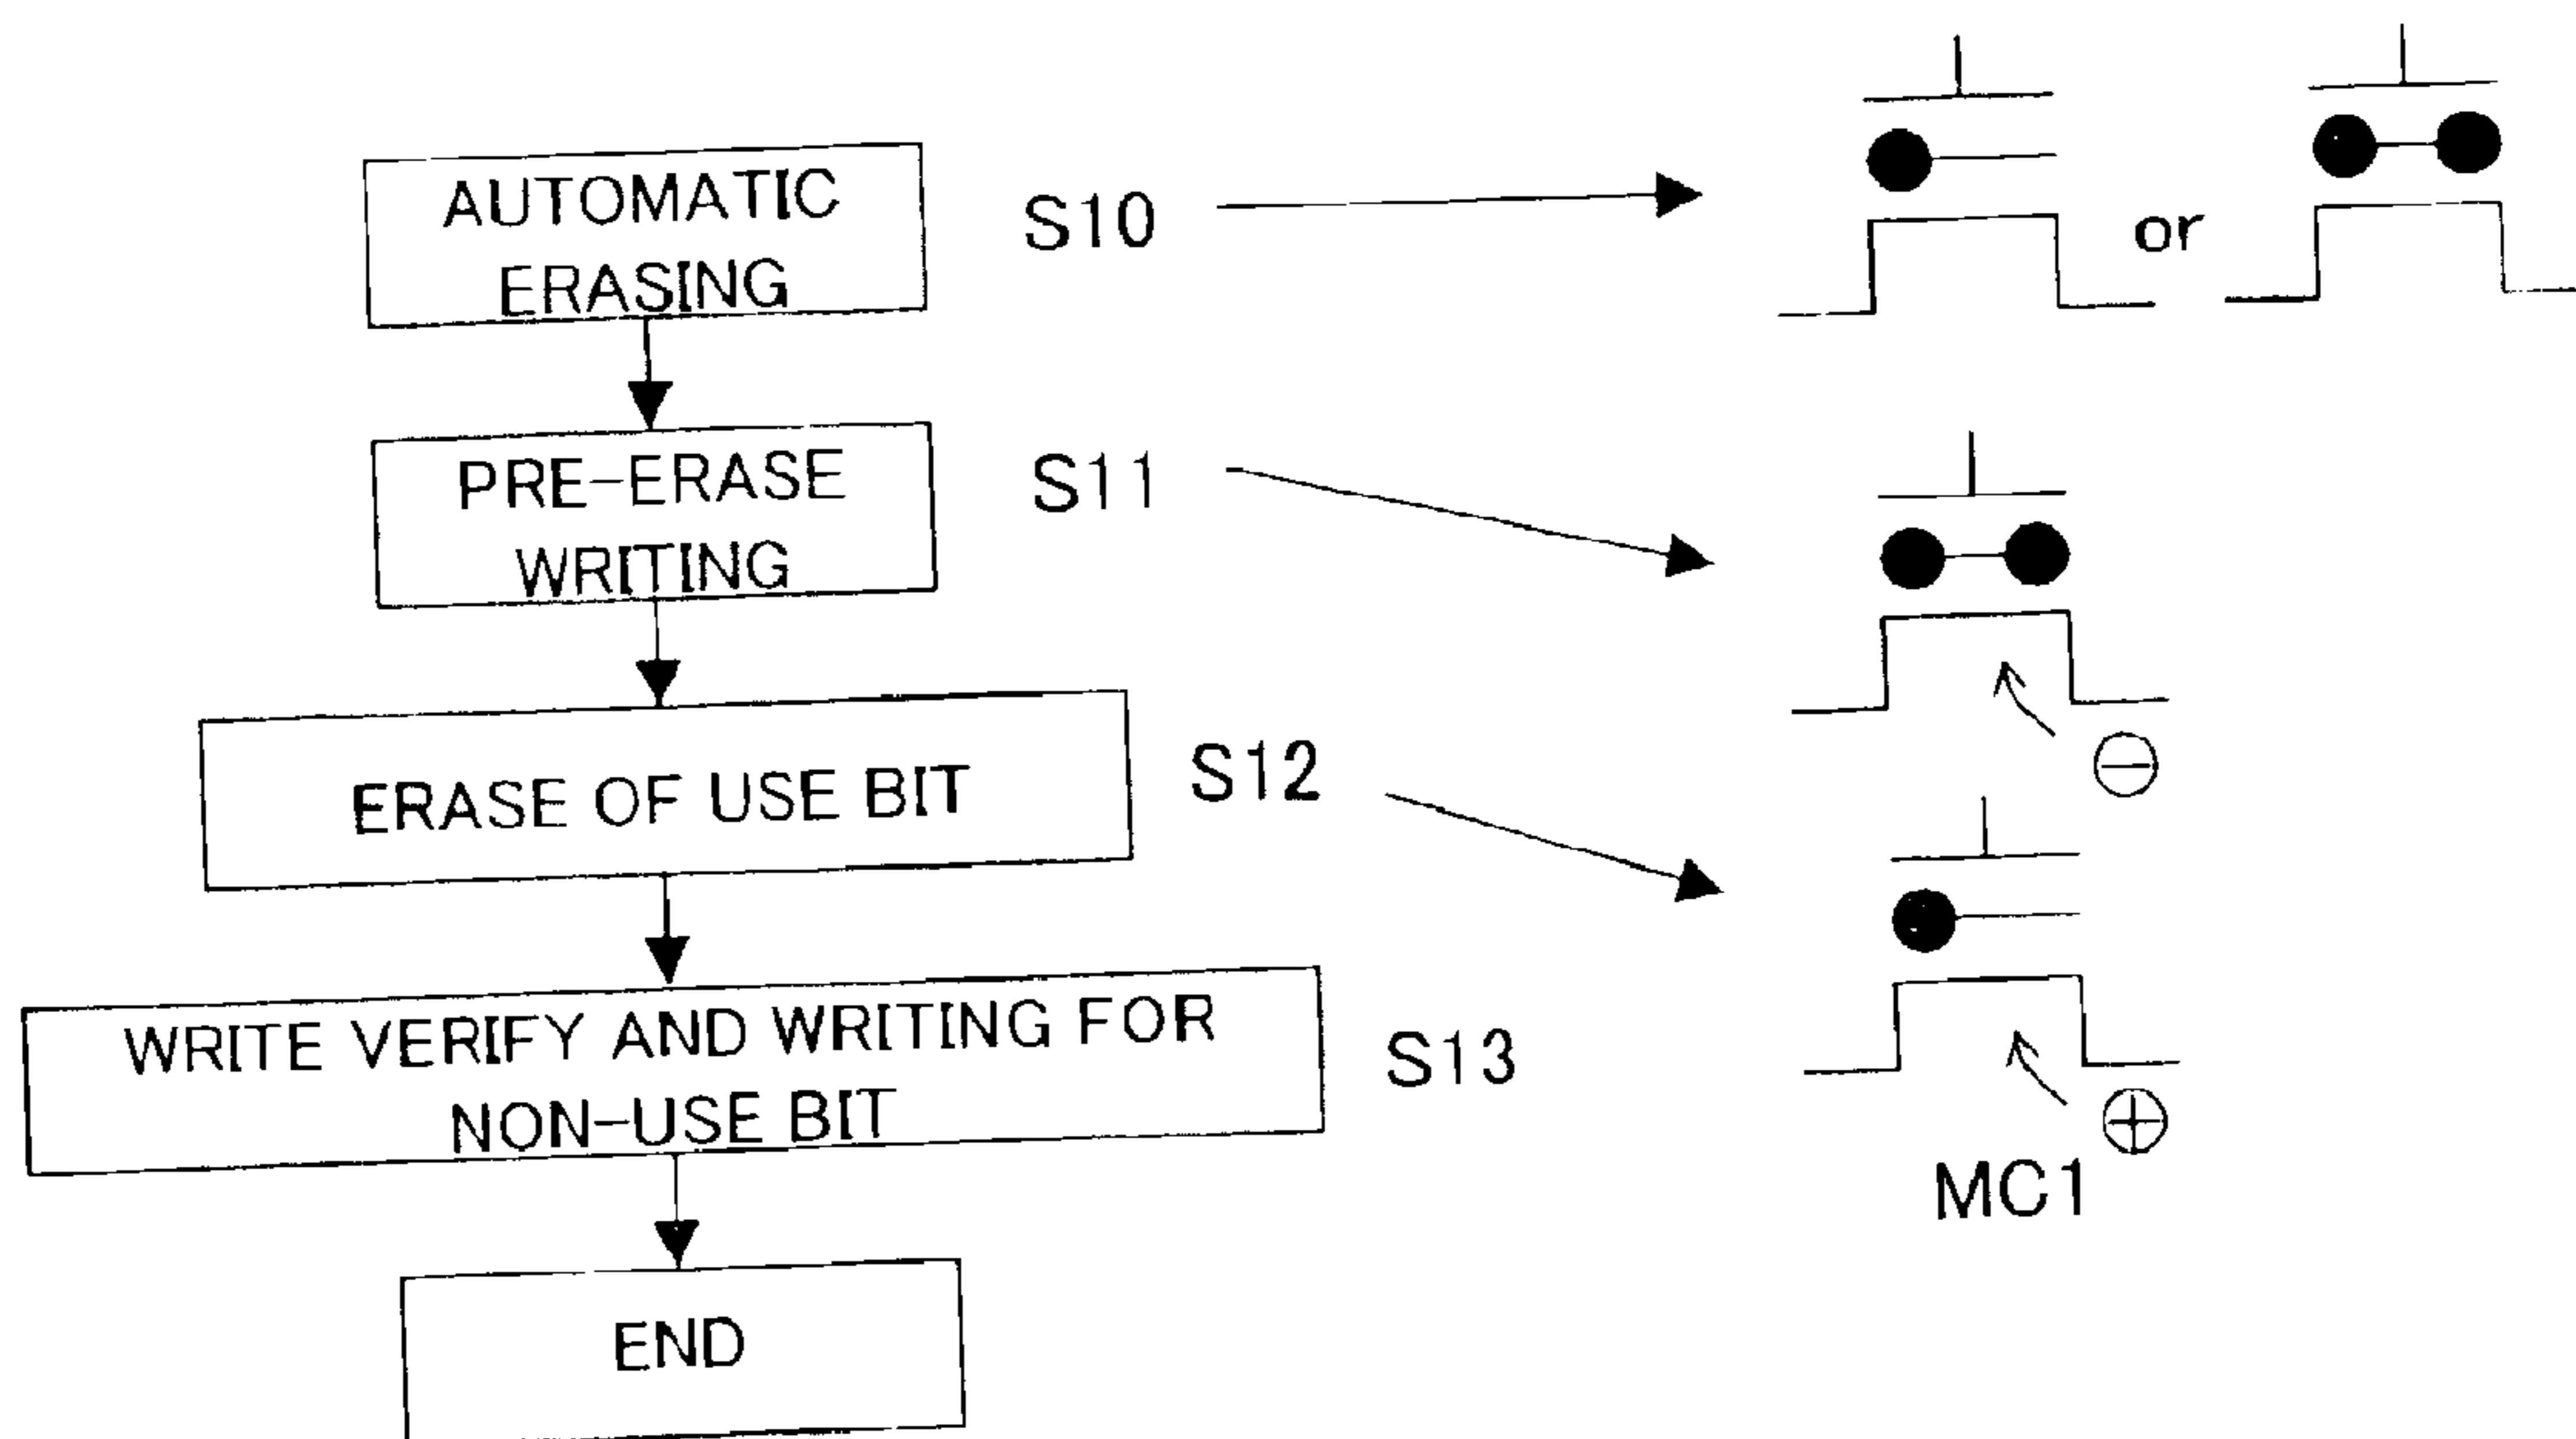 AUTOMATIC
ERASING
S10
or
PRE-ERASE
WRITING
S11
ERASE OF USE BIT
S12
WRITE VERIFY AND WRITING FOR
NON-USE BIT
S13
MC1
END